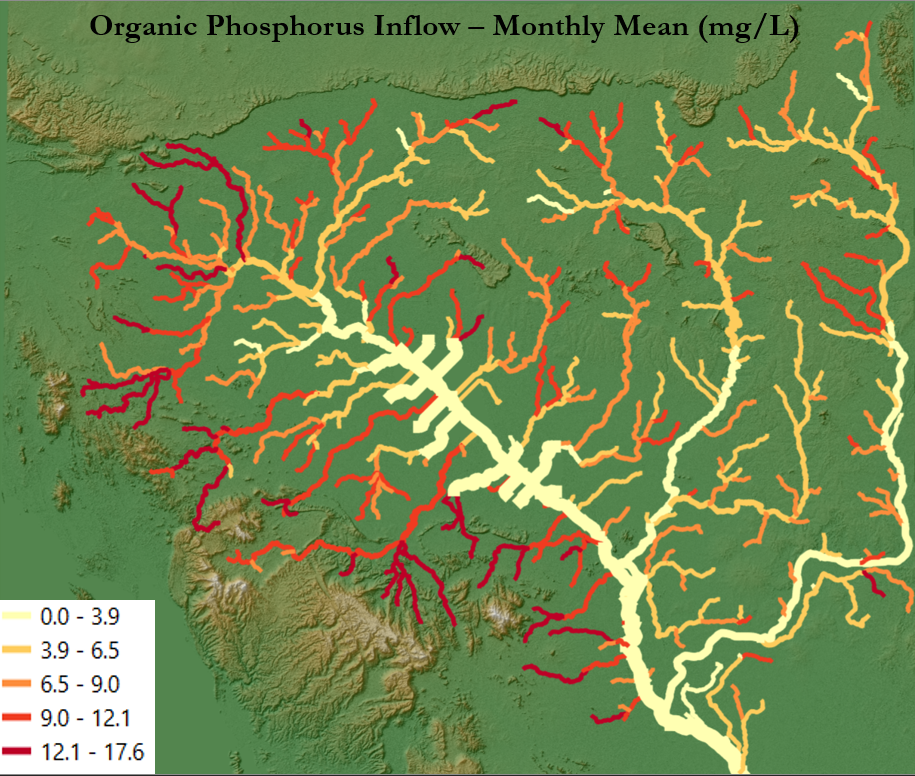 Organic Phosphorus Inflow – Monthly Mean (mg/L)
0.0 - 3.9
3.9 - 6.5
6.5 - 9.0
9.0 - 12.1
12.1 - 17.6